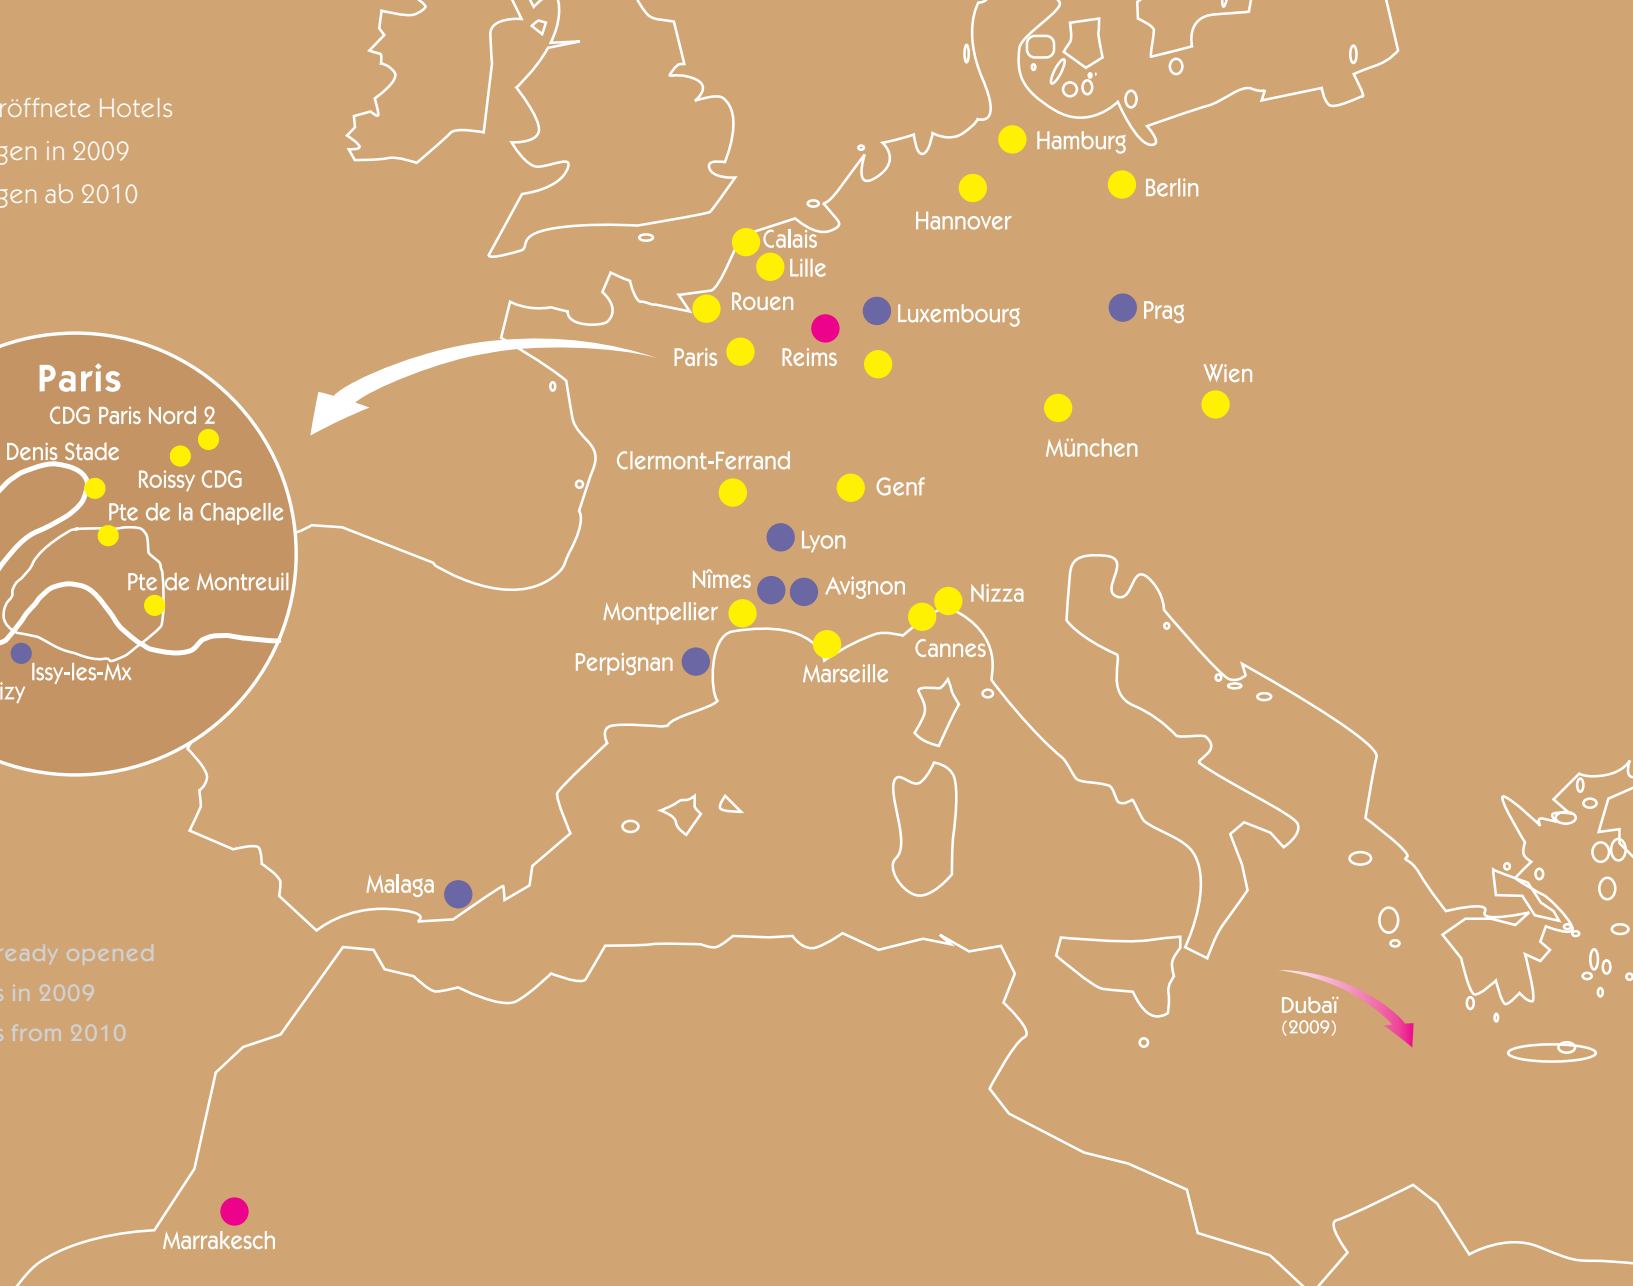 röffnete Hotels
gen in 2009
gen ab 2010
Hamburg
Berlin
Hannover
Calais
Lille
Rouen
Luxembourg
Prag
Paris
Reims
Wien
München
Paris
CDG Paris Nord 2
Denis Stade
Roissy CDG
Pte de la Chapelle
Pte de Montreuil
Issy-les-Mx
izy
Clermont-Ferrand
Genf
Lyon
Nîmes
Avignon
Montpellier
Nizza
Cannes
Perpignan
Marseille
Malaga
ready opened
s in 2009
s from 2010
Dubaï
(2009)
Marrakesch